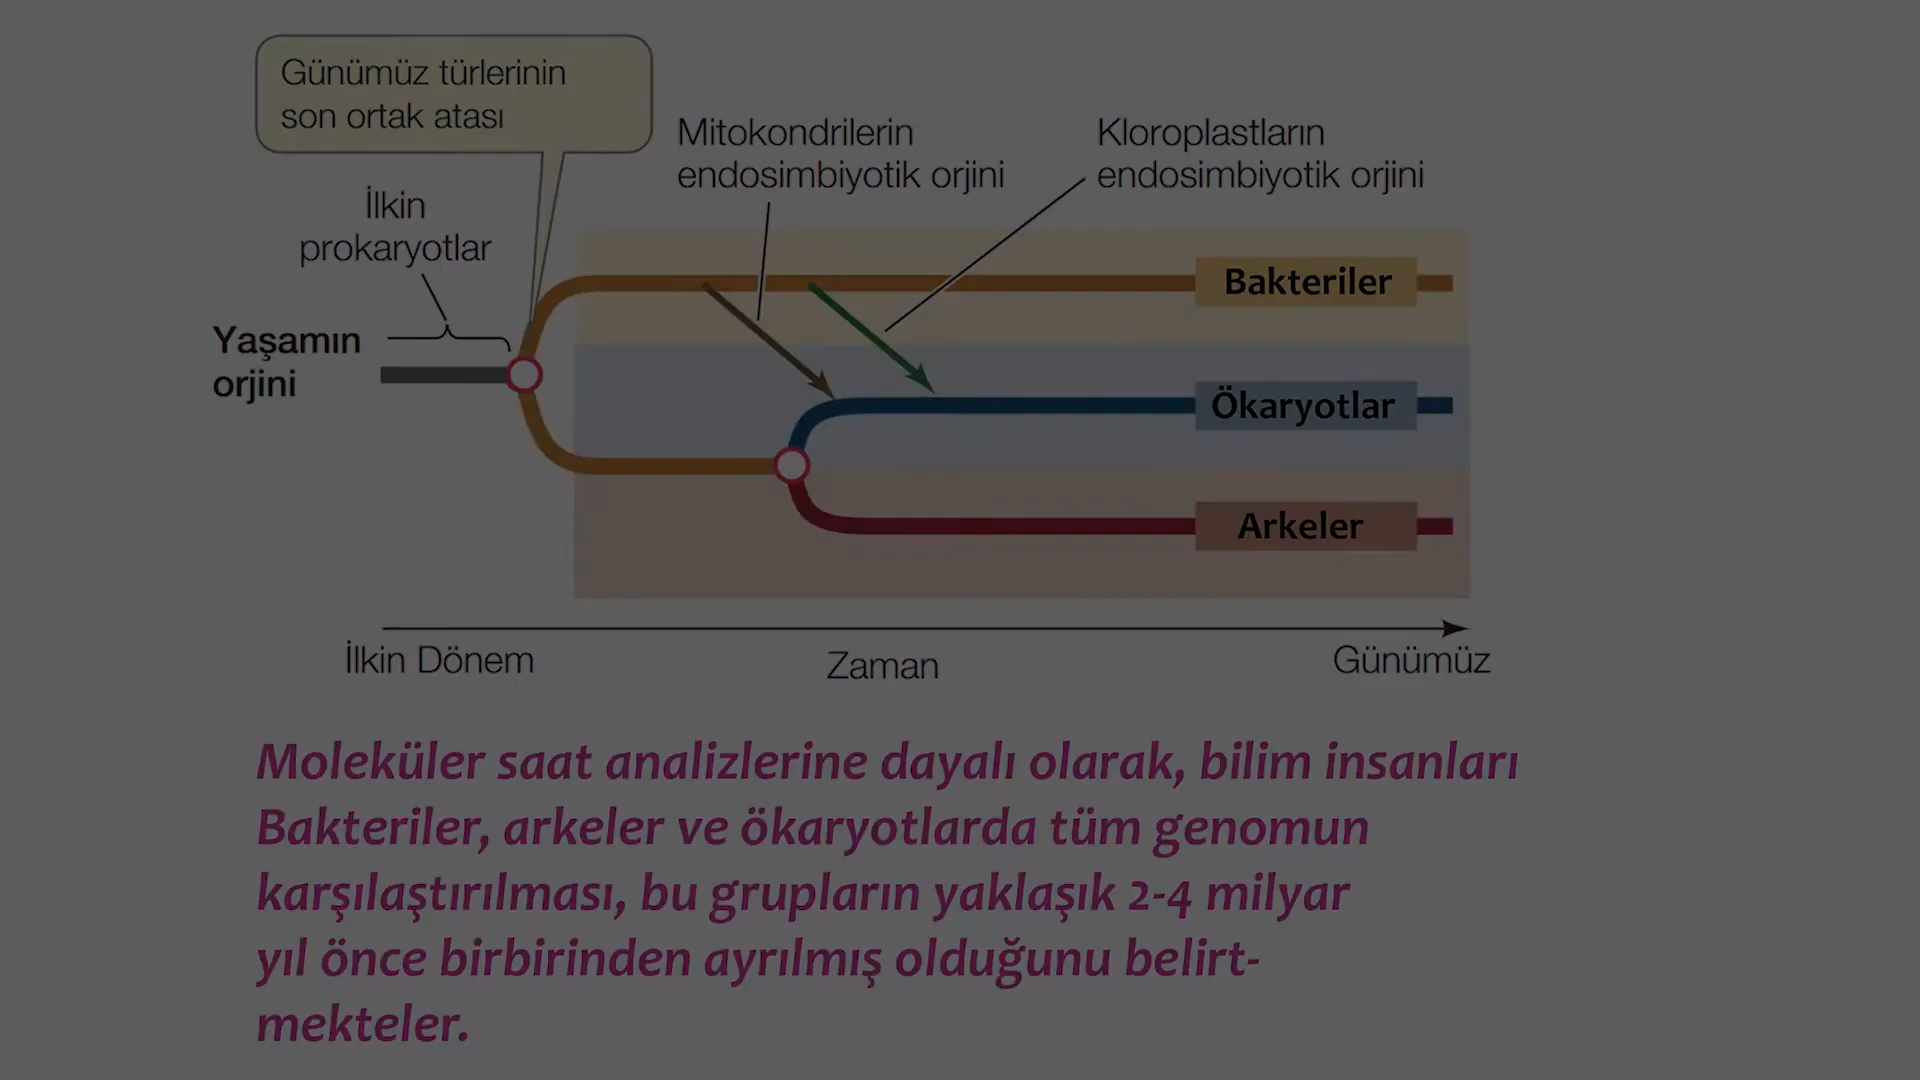 Günümüz türlerinin
son ortak atası
Mitokondrilerin
endosimbiyotik orjini
Kloroplastların
endosimbiyotik orjini
İlkin
prokaryotlar
Yaşamın
orjini
Bakteriler
Ökaryotlar
Arkeler
İlkin Dönem
Zaman
Günümüz
Moleküler saat analizlerine dayalı olarak, bilim insanları
Bakteriler, arkeler ve ökaryotlarda tüm genomun
karşılaştırılması, bu grupların yaklaşık 2-4 milyar
yıl önce birbirinden ayrılmış olduğunu belirt-
mekteler.